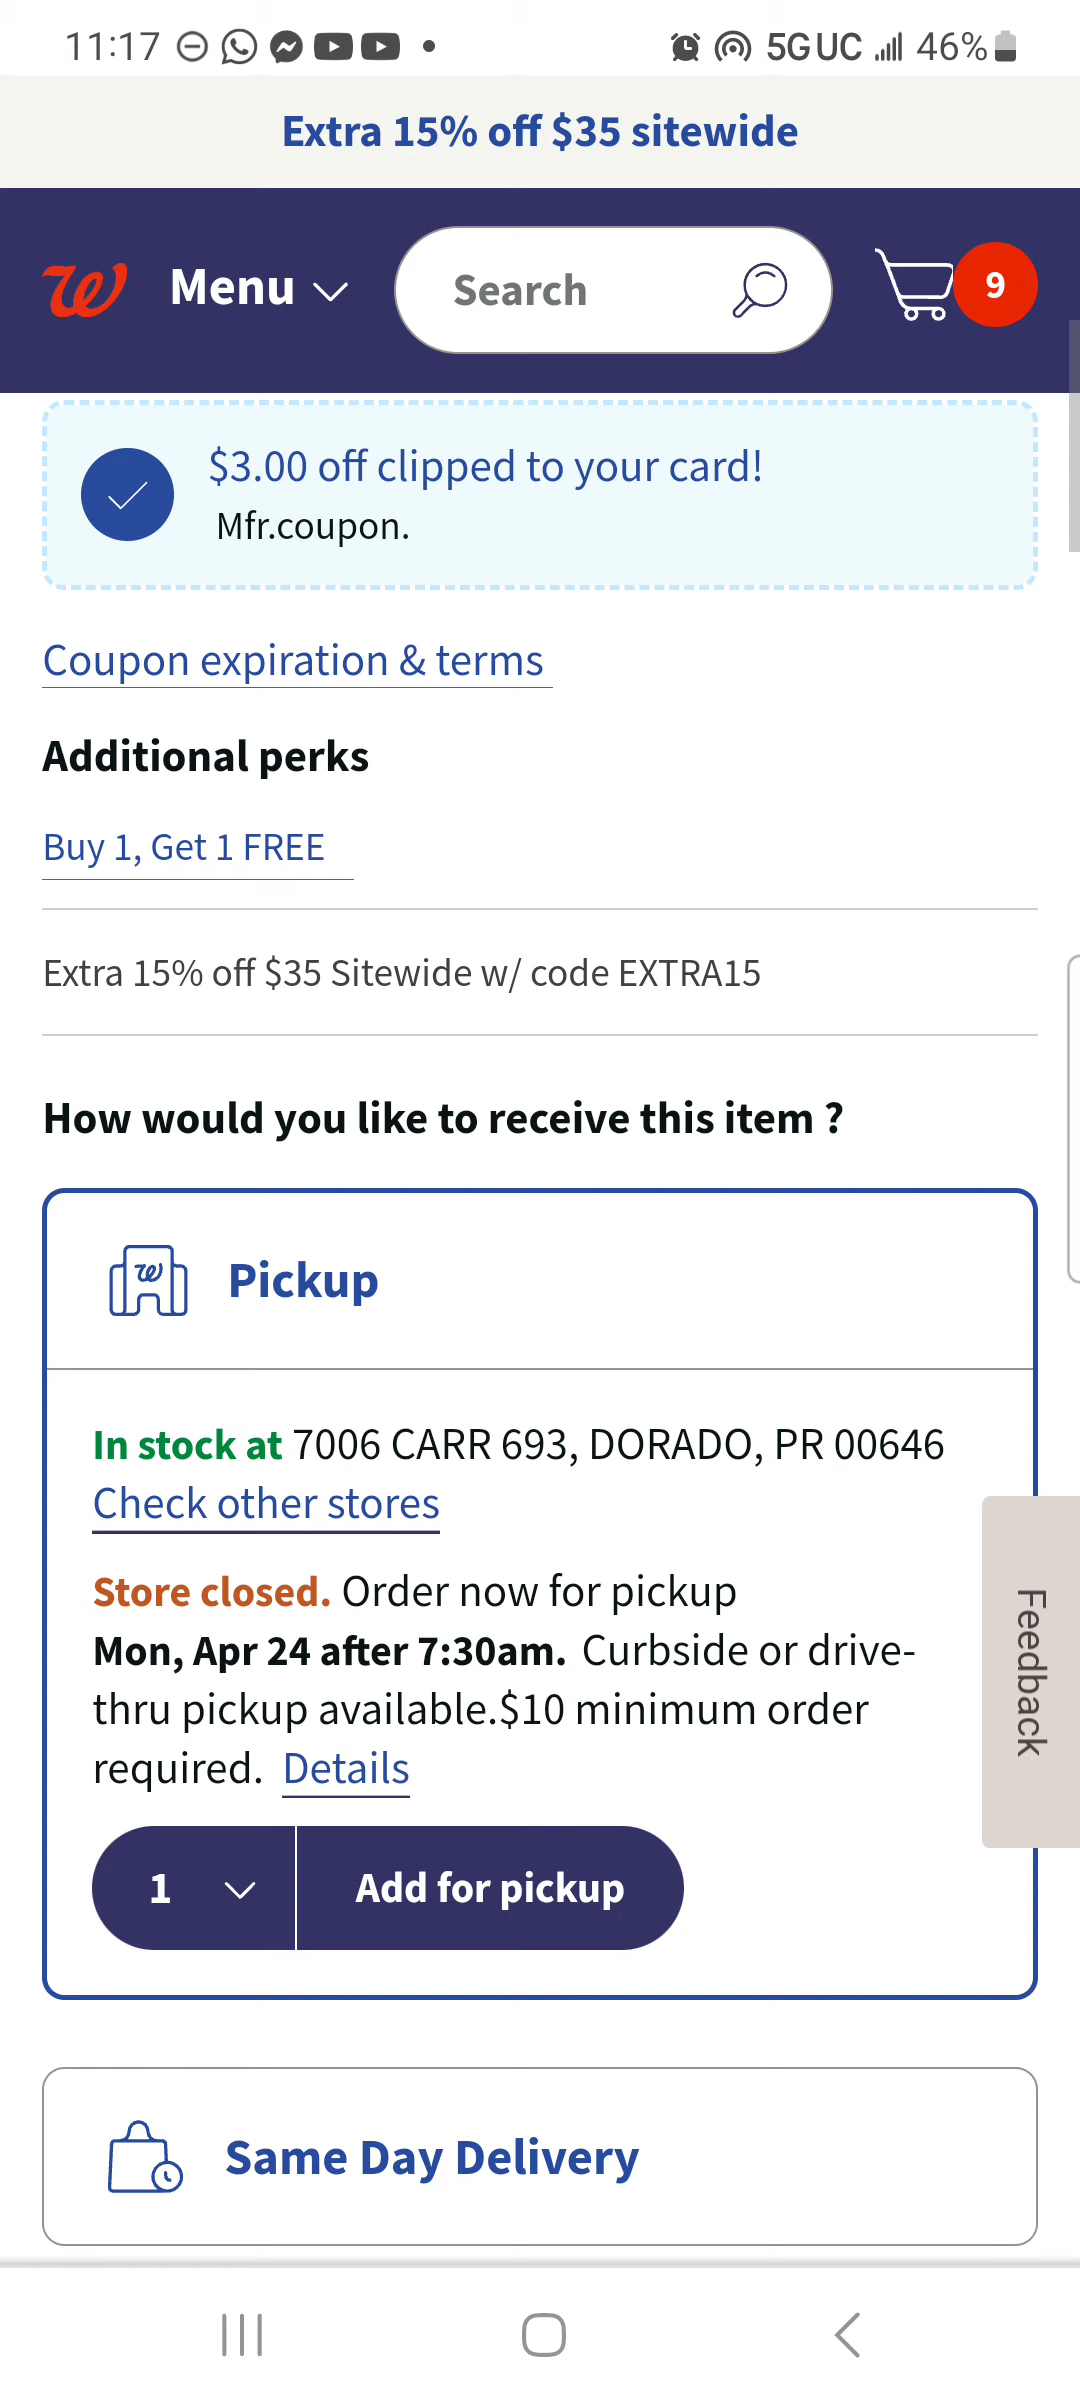 11:17
5G UC
46%
Extra 15% off $35 sitewide
Menu
Search
9
$3.00 off clipped to your card!
Mfr.coupon.
Coupon expiration & terms
Additional perks
Buy 1, Get 1 FREE
Extra 15% off $35 Sitewide w/ code EXTRA15
How would you like to receive this item ?
Pickup
In stock at 7006 CARR 693, DORADO, PR 00646
Check other stores
Store closed. Order now for pickup
Mon, Apr 24 after 7:30am. Curbside or drive-
thru pickup available.$10 minimum order
required. Details
Feedback
1
Add for pickup
Same Day Delivery